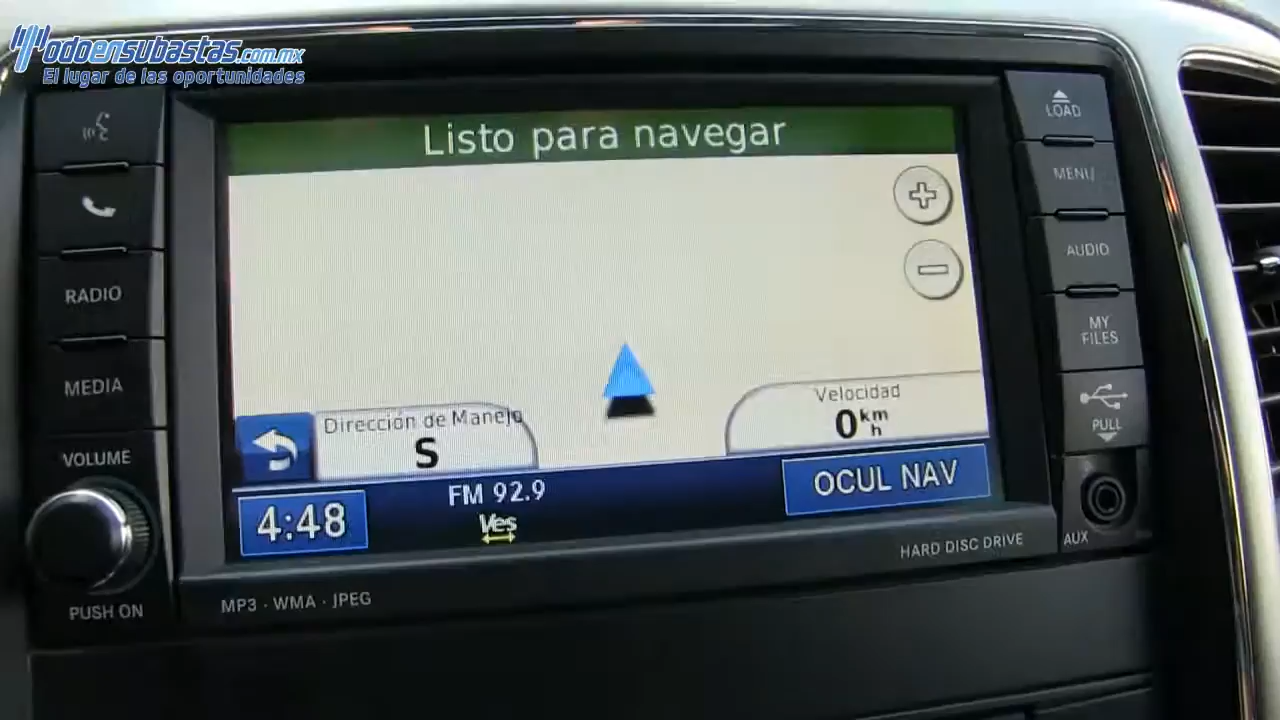 Todoensubastas.com.mx
El lugar de las oportunidades
LOAD
Listo para navegar
MENU
AUDIO
RADIO
MY
FILES
MEDIA
Dirección de Manejo
S
Velocidad
0 km/h
PULL
VOLUME
FM 92.9
OCUL NAV
4:48
Ves
AUX
HARD DISC DRIVE
PUSH ON
MP3 · WMA · JPEG